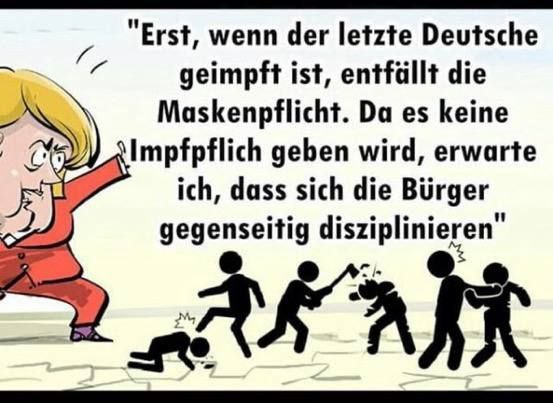 "Erst, wenn der letzte Deutsche
geimpft ist, entfällt die
Maskenpflicht. Da es keine
Impfpflich geben wird, erwarte
ich, dass sich die Bürger
gegenseitig disziplinieren"